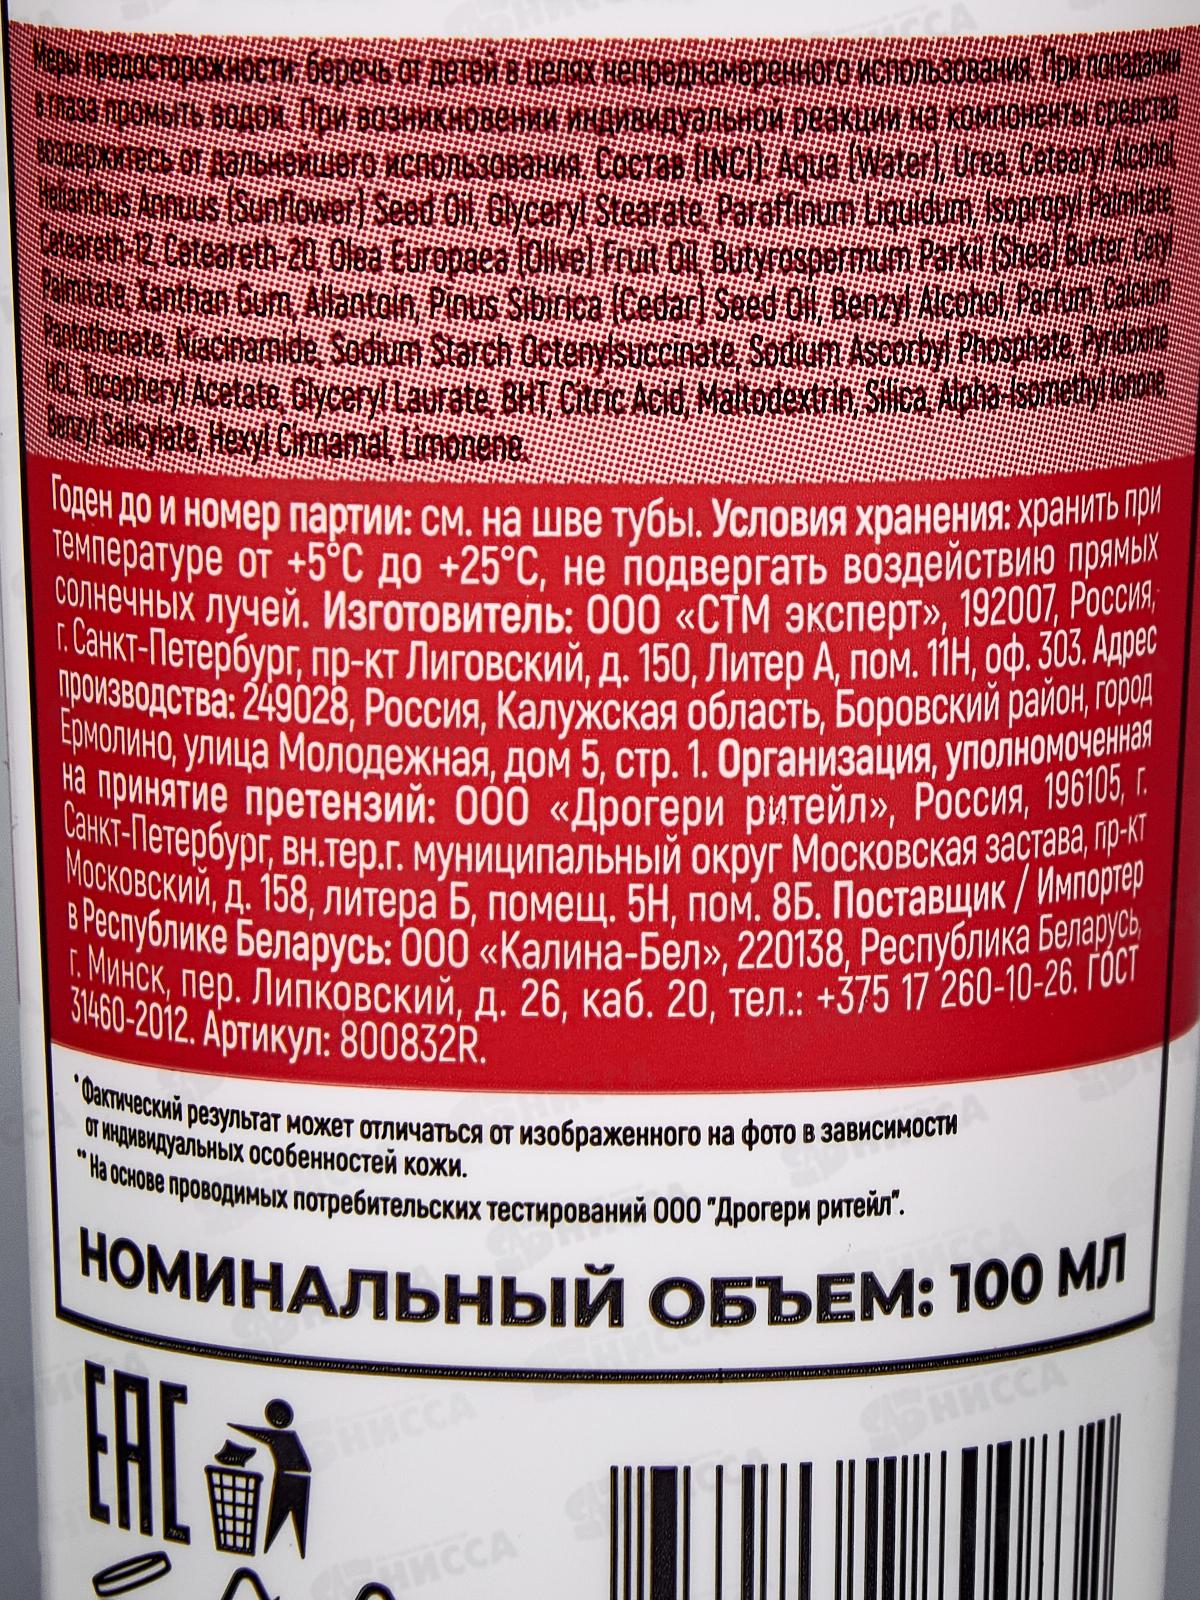 Меры предосторожности: беречь от детей в целях непреднамеренного использования. При попадании
в глаза промыть водой. При возникновении индивидуальной реакции на компоненты средства
воздержитесь от дальнейшего использования. Состав (INCI): Aqua (Water), Urea, Cetearyl Alcohol,
Helianthus Annuus (Sunflower) Seed Oil, Glyceryl Stearate, Paraffinum Liquidum, Isopropyl Palmitate,
Ceteareth-12, Ceteareth-20, Olea Europaea (Olive) Fruit Oil, Butyrospermum Parkii (Shea) Butter, Cetyl
Palmitate, Xanthan Gum, Allantoin, Pinus Sibirica (Cedar) Seed Oil, Benzyl Alcohol, Parfum, Calcium
Pantothenate, Niacinamide, Sodium Starch Octenylsuccinate, Sodium Ascorbyl Phosphate, Pyridoxine
HCL, Tocopheryl Acetate, Glyceryl Laurate, BHT, Citric Acid, Maltodextrin, Silica, Alpha-Isomethyl Ionone,
Benzyl Salicylate, Hexyl Cinnamal, Limonene.
Годен до и номер партии: см. на шве тубы. Условия хранения: хранить при
температуре от +5°С до +25°С, не подвергать воздействию прямых
солнечных лучей. Изготовитель: ООО «СТМ эксперт», 192007, Россия,
г. Санкт-Петербург, пр-кт Лиговский, д. 150, Литер А, пом. 11Н, оф. 303. Адрес
производства: 249028, Россия, Калужская область, Боровский район, город
Ермолино, улица Молодежная, дом 5, стр. 1. Организация, уполномоченная
на принятие претензий: ООО «Дрогери ритейл», Россия, 196105, г.
Санкт-Петербург, вн.тер.г. муниципальный округ Московская застава, пр-кт
Московский, д. 158, литера Б, помещ. 5Н, пом. 8Б. Поставщик / Импортер
в Республике Беларусь: ООО «Калина-Бел», 220138, Республика Беларусь,
г. Минск, пер. Липковский, д. 26, каб. 20, тел.: +375 17 260-10-26. ГОСТ
31460-2012. Артикул: 800832R.
* Фактический результат может отличаться от изображенного на фото в зависимости
от индивидуальных особенностей кожи.
** На основе проводимых потребительских тестирований ООО "Дрогери ритейл".
НОМИНАЛЬНЫЙ ОБЪЕМ: 100 МЛ
ЕАС